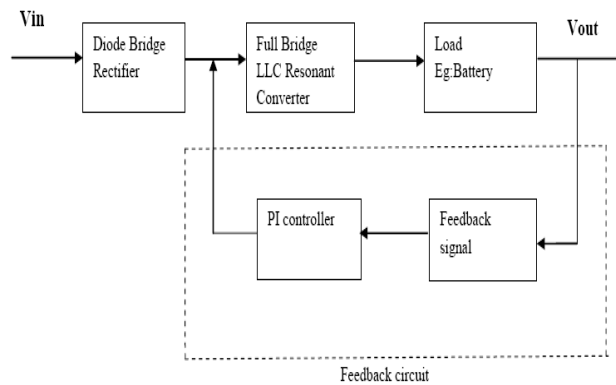 Vin
Diode Bridge
Rectifier
Full Bridge
LLC Resonant
Converter
Load
Eg:Battery
Vout
PI controller
Feedback
signal
Feedback circuit